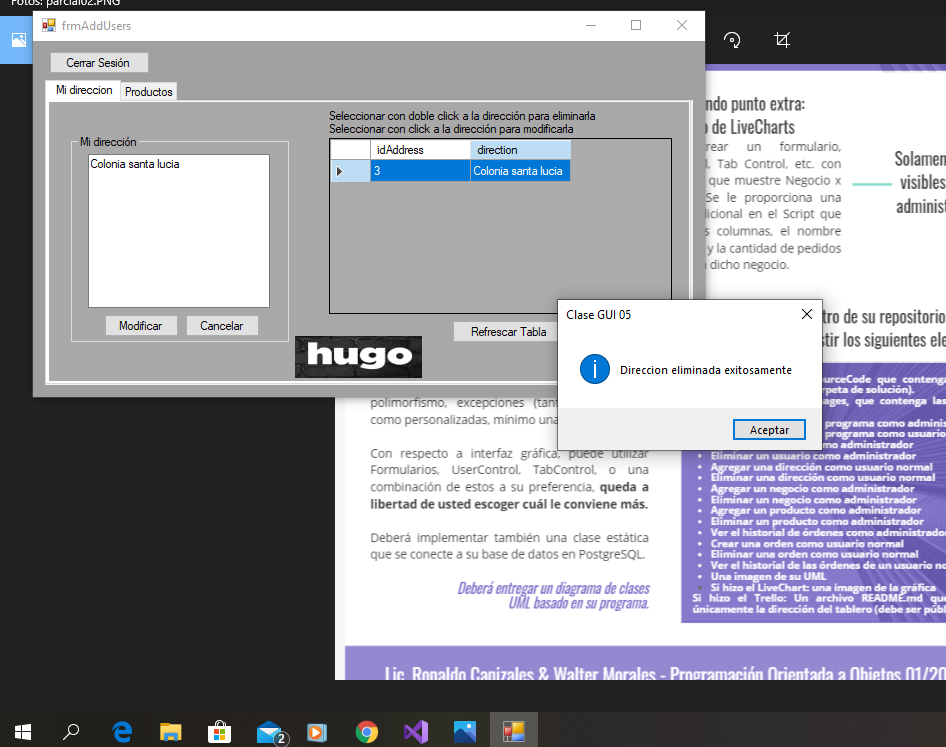 Fotos: parcial02.PNG
frmAddUsers
Cerrar Sesión
Mi direccion
Productos
Seleccionar con doble click a la dirección para eliminarla
Seleccionar con click a la dirección para modificarla
Mi dirección
Colonia santa lucia
idAddress direction
3 Colonia santa lucia
Modificar
Cancelar
Refrescar Tabla
hugo
Clase GUI 05
Direccion eliminada exitosamente
Aceptar
ndo punto extra:
de LiveCharts
rear un formulario,
, Tab Control, etc. con
que muestre Negocio x
Se le proporciona una
dicional en el Script que
s columnas, el nombre
y la cantidad de pedidos
dicho negocio.
Solamen
visibles
adminis
tro de su repositorio
stir los siguientes ele
urceCode que contenga
rpeta de solución).
ages, que contenga las
programa como adminis
programa como usuario
mo administrador
• Eliminar un usuario como administrador
• Agregar una dirección como usuario normal
• Eliminar una dirección como usuario normal
• Agregar un negocio como administrador
• Eliminar un negocio como administrador
• Agregar un producto como administrador
• Eliminar un producto como administrador
• Ver el historial de órdenes como administrado
• Crear una orden como usuario normal
• Eliminar una orden como usuario normal
• Ver el historial de las órdenes de un usuario no
• Una imagen de su UML
• Si hizo el LiveChart: una imagen de la gráfica
Si hizo el Trello: Un archivo README.md que
únicamente la dirección del tablero (debe ser públ
polimorfismo, excepciones (tant
como personalizadas, mínimo una
Con respecto a interfaz gráfica, puede utilizar
Formularios, UserControl, TabControl, o una
combinación de estos a su preferencia, queda a
libertad de usted escoger cuál le conviene más.
Deberá implementar también una clase estática
que se conecte a su base de datos en PostgreSQL.
Deberá entregar un diagrama de clases
UML basado en su programa.
Lic. Ronaldo Canizales & Walter Morales - Programación Orientada a Objetos 01/20
2